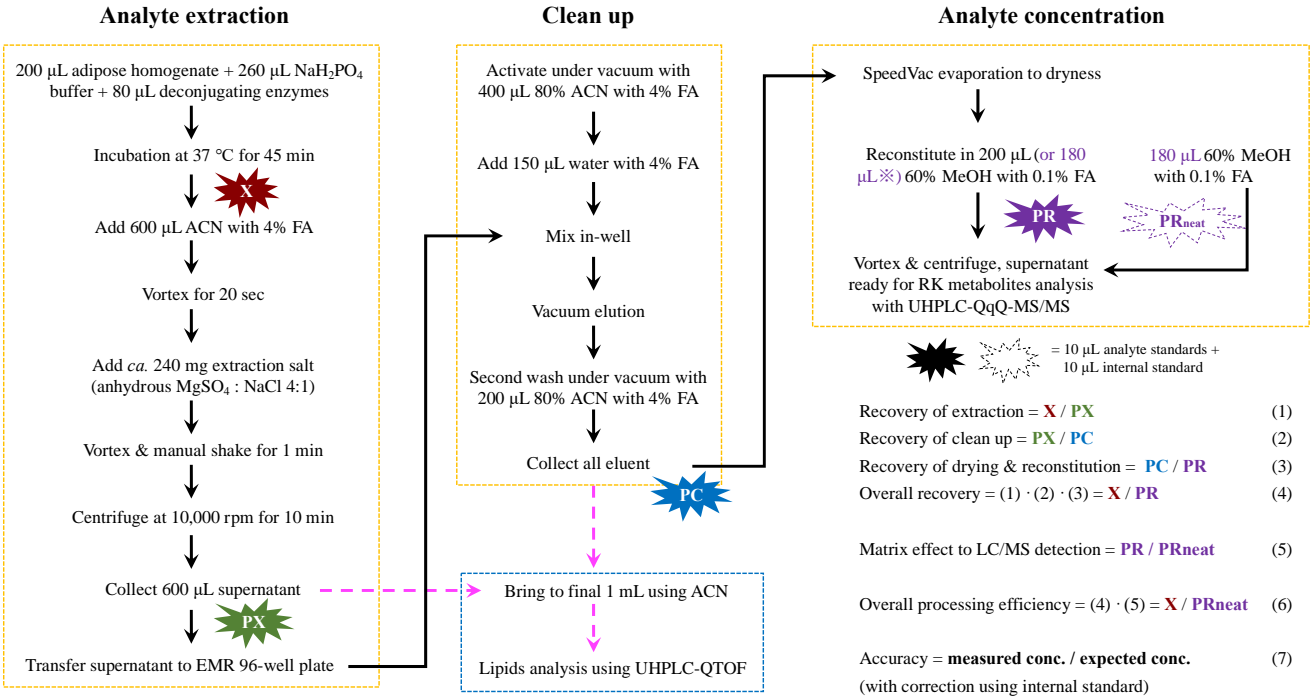 Analyte extraction
200 μL adipose homogenate + 260 μL NaH₂PO₄
buffer + 80 μL deconjugating enzymes
Incubation at 37 °C for 45 min
X
Add 600 μL ACN with 4% FA
Vortex for 20 sec
Add ca. 240 mg extraction salt
(anhydrous MgSO₄ : NaCl 4:1)
Vortex & manual shake for 1 min
Centrifuge at 10,000 rpm for 10 min
Collect 600 μL supernatant
PX
Transfer supernatant to EMR 96-well plate
Clean up
Activate under vacuum with
400 μL 80% ACN with 4% FA
Add 150 μL water with 4% FA
Mix in-well
Vacuum elution
Second wash under vacuum with
200 μL 80% ACN with 4% FA
Collect all eluent
PC
Bring to final 1 mL using ACN
Lipids analysis using UHPLC-QTOF
Analyte concentration
SpeedVac evaporation to dryness
Reconstitute in 200 μL (or 180
μL※) 60% MeOH with 0.1% FA
180 μL 60% MeOH
with 0.1% FA
PR
PRneat
Vortex & centrifuge, supernatant
ready for RK metabolites analysis
with UHPLC-QqQ-MS/MS
= 10 μL analyte standards +
10 μL internal standard
Recovery of extraction = X / PX (1)
Recovery of clean up = PX / PC (2)
Recovery of drying & reconstitution = PC / PR (3)
Overall recovery = (1) · (2) · (3) = X / PR (4)
Matrix effect to LC/MS detection = PR / PRneat (5)
Overall processing efficiency = (4) · (5) = X / PRneat (6)
Accuracy = measured conc. / expected conc. (7)
(with correction using internal standard)